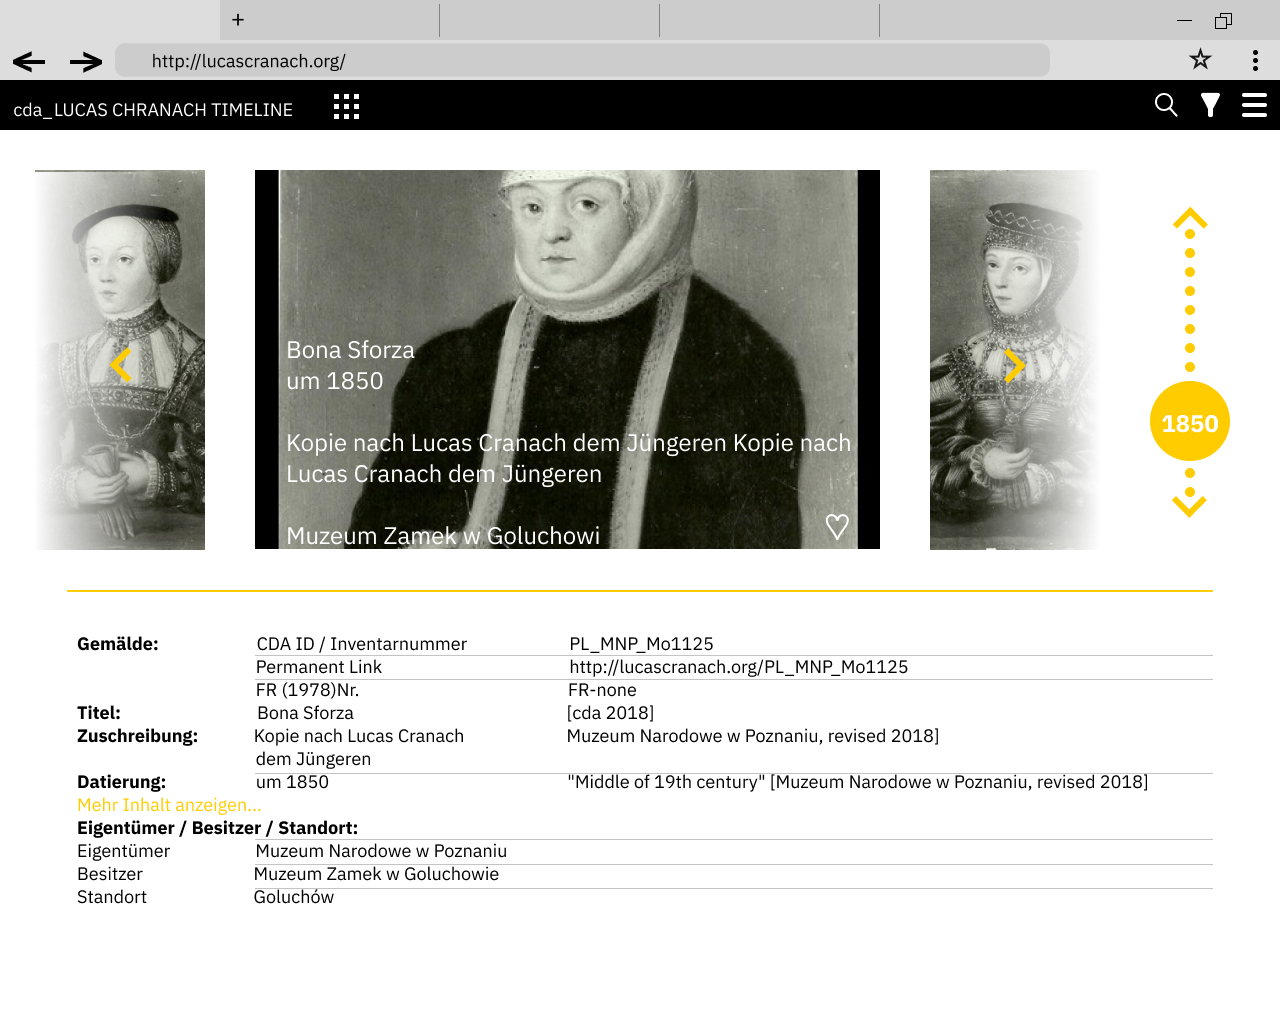 +
http://lucascranach.org/
cda_LUCAS CHRANACH TIMELINE
Bona Sforza
um 1850
Kopie nach Lucas Cranach dem Jüngeren Kopie nach
Lucas Cranach dem Jüngeren
Muzeum Zamek w Goluchowi
1850
Gemälde: CDA ID / Inventarnummer PL_MNP_Mo1125
Permanent Link http://lucascranach.org/PL_MNP_Mo1125
FR (1978)Nr. FR-none
Titel: Bona Sforza [cda 2018]
Zuschreibung: Kopie nach Lucas Cranach Muzeum Narodowe w Poznaniu, revised 2018]
dem Jüngeren
Datierung: um 1850 "Middle of 19th century" [Muzeum Narodowe w Poznaniu, revised 2018]
Mehr Inhalt anzeigen...
Eigentümer / Besitzer / Standort:
Eigentümer Muzeum Narodowe w Poznaniu
Besitzer Muzeum Zamek w Goluchowie
Standort Goluchów